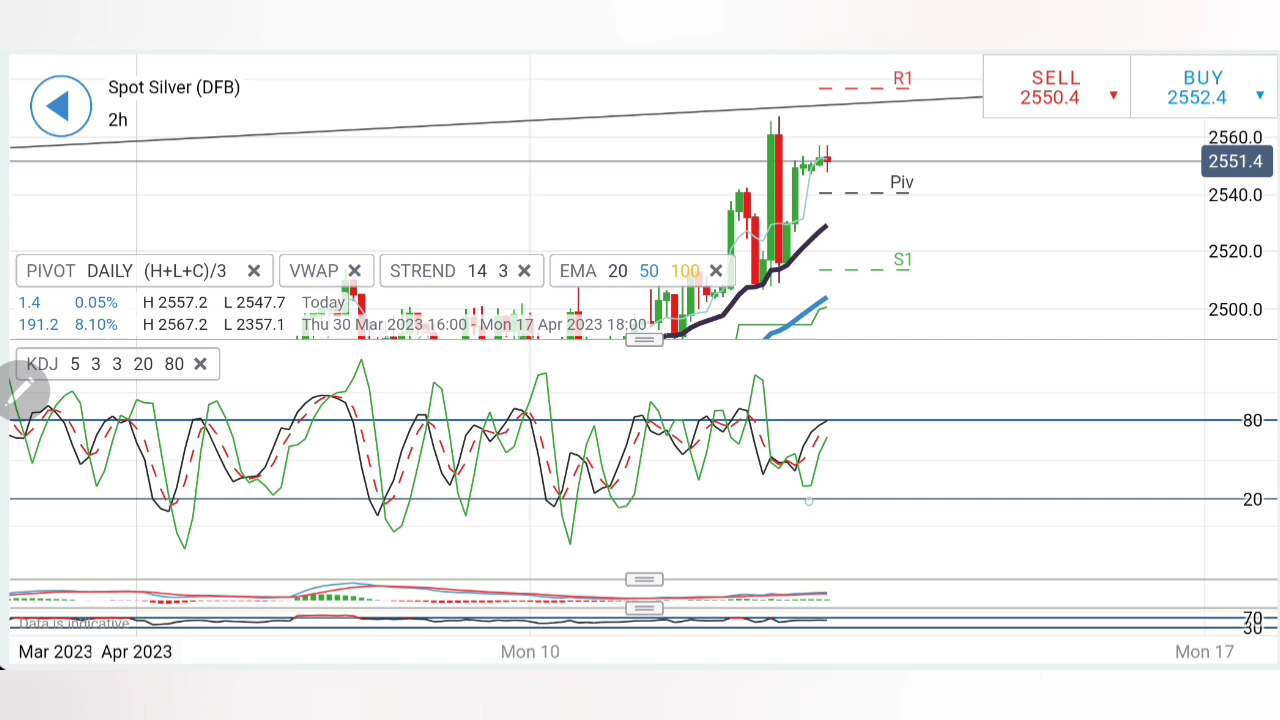 Spot Silver (DFB)
2h
R1
SELL
2550.4
BUY
2552.4
2560.0
2551.4
2540.0
2520.0
2500.0
Piv
S1
PIVOT DAILY (H+L+C)/3
VWAP
STREND 14 3
EMA 20 50 100
1.4 0.05% H 2557.2 L 2547.7 Today
191.2 8.10% H 2567.2 L 2357.1 Thu 30 Mar 2023 16:00 - Mon 17 Apr 2023 18:00
KDJ 5 3 3 20 80
80
20
70
30
Data is indicative
Mar 2023 Apr 2023 Mon 10 Mon 17